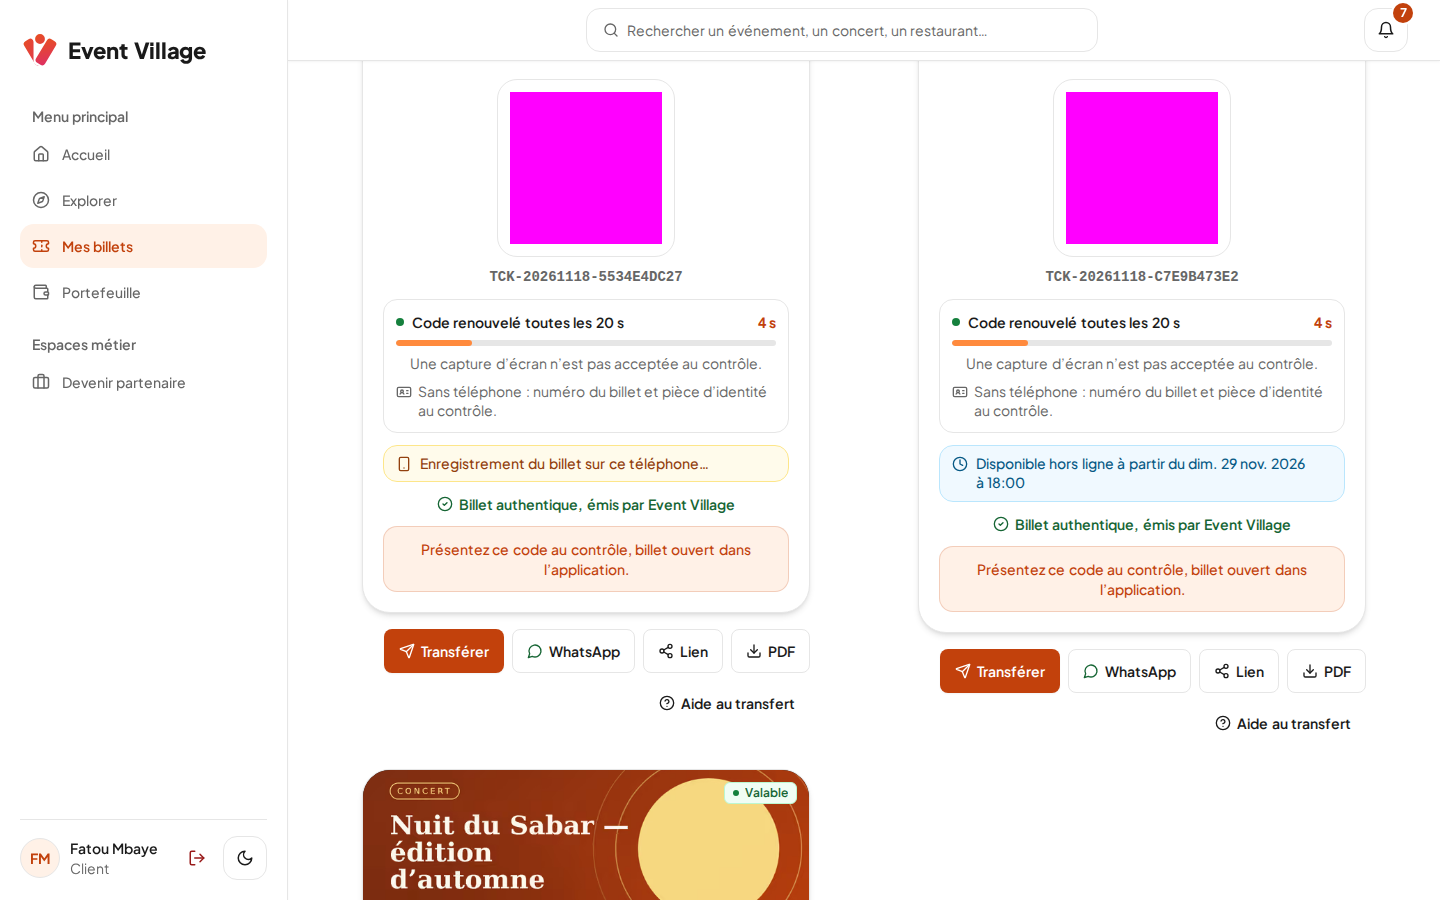 Event Village
Rechercher un événement, un concert, un restaurant…
7
Menu principal
Accueil
Explorer
Mes billets
Portefeuille
Espaces métier
Devenir partenaire
FM
Fatou Mbaye
Client
TCK-20261118-5534E4DC27
Code renouvelé toutes les 20 s
4 s
Une capture d’écran n’est pas acceptée au contrôle.
Sans téléphone : numéro du billet et pièce d’identité
au contrôle.
Enregistrement du billet sur ce téléphone…
Billet authentique, émis par Event Village
Présentez ce code au contrôle, billet ouvert dans
l’application.
Transférer
WhatsApp
Lien
PDF
Aide au transfert
TCK-20261118-C7E9B473E2
Code renouvelé toutes les 20 s
4 s
Une capture d’écran n’est pas acceptée au contrôle.
Sans téléphone : numéro du billet et pièce d’identité
au contrôle.
Disponible hors ligne à partir du dim. 29 nov. 2026
à 18:00
Billet authentique, émis par Event Village
Présentez ce code au contrôle, billet ouvert dans
l’application.
Transférer
WhatsApp
Lien
PDF
Aide au transfert
CONCERT
Valable
Nuit du Sabar —
édition
d’automne